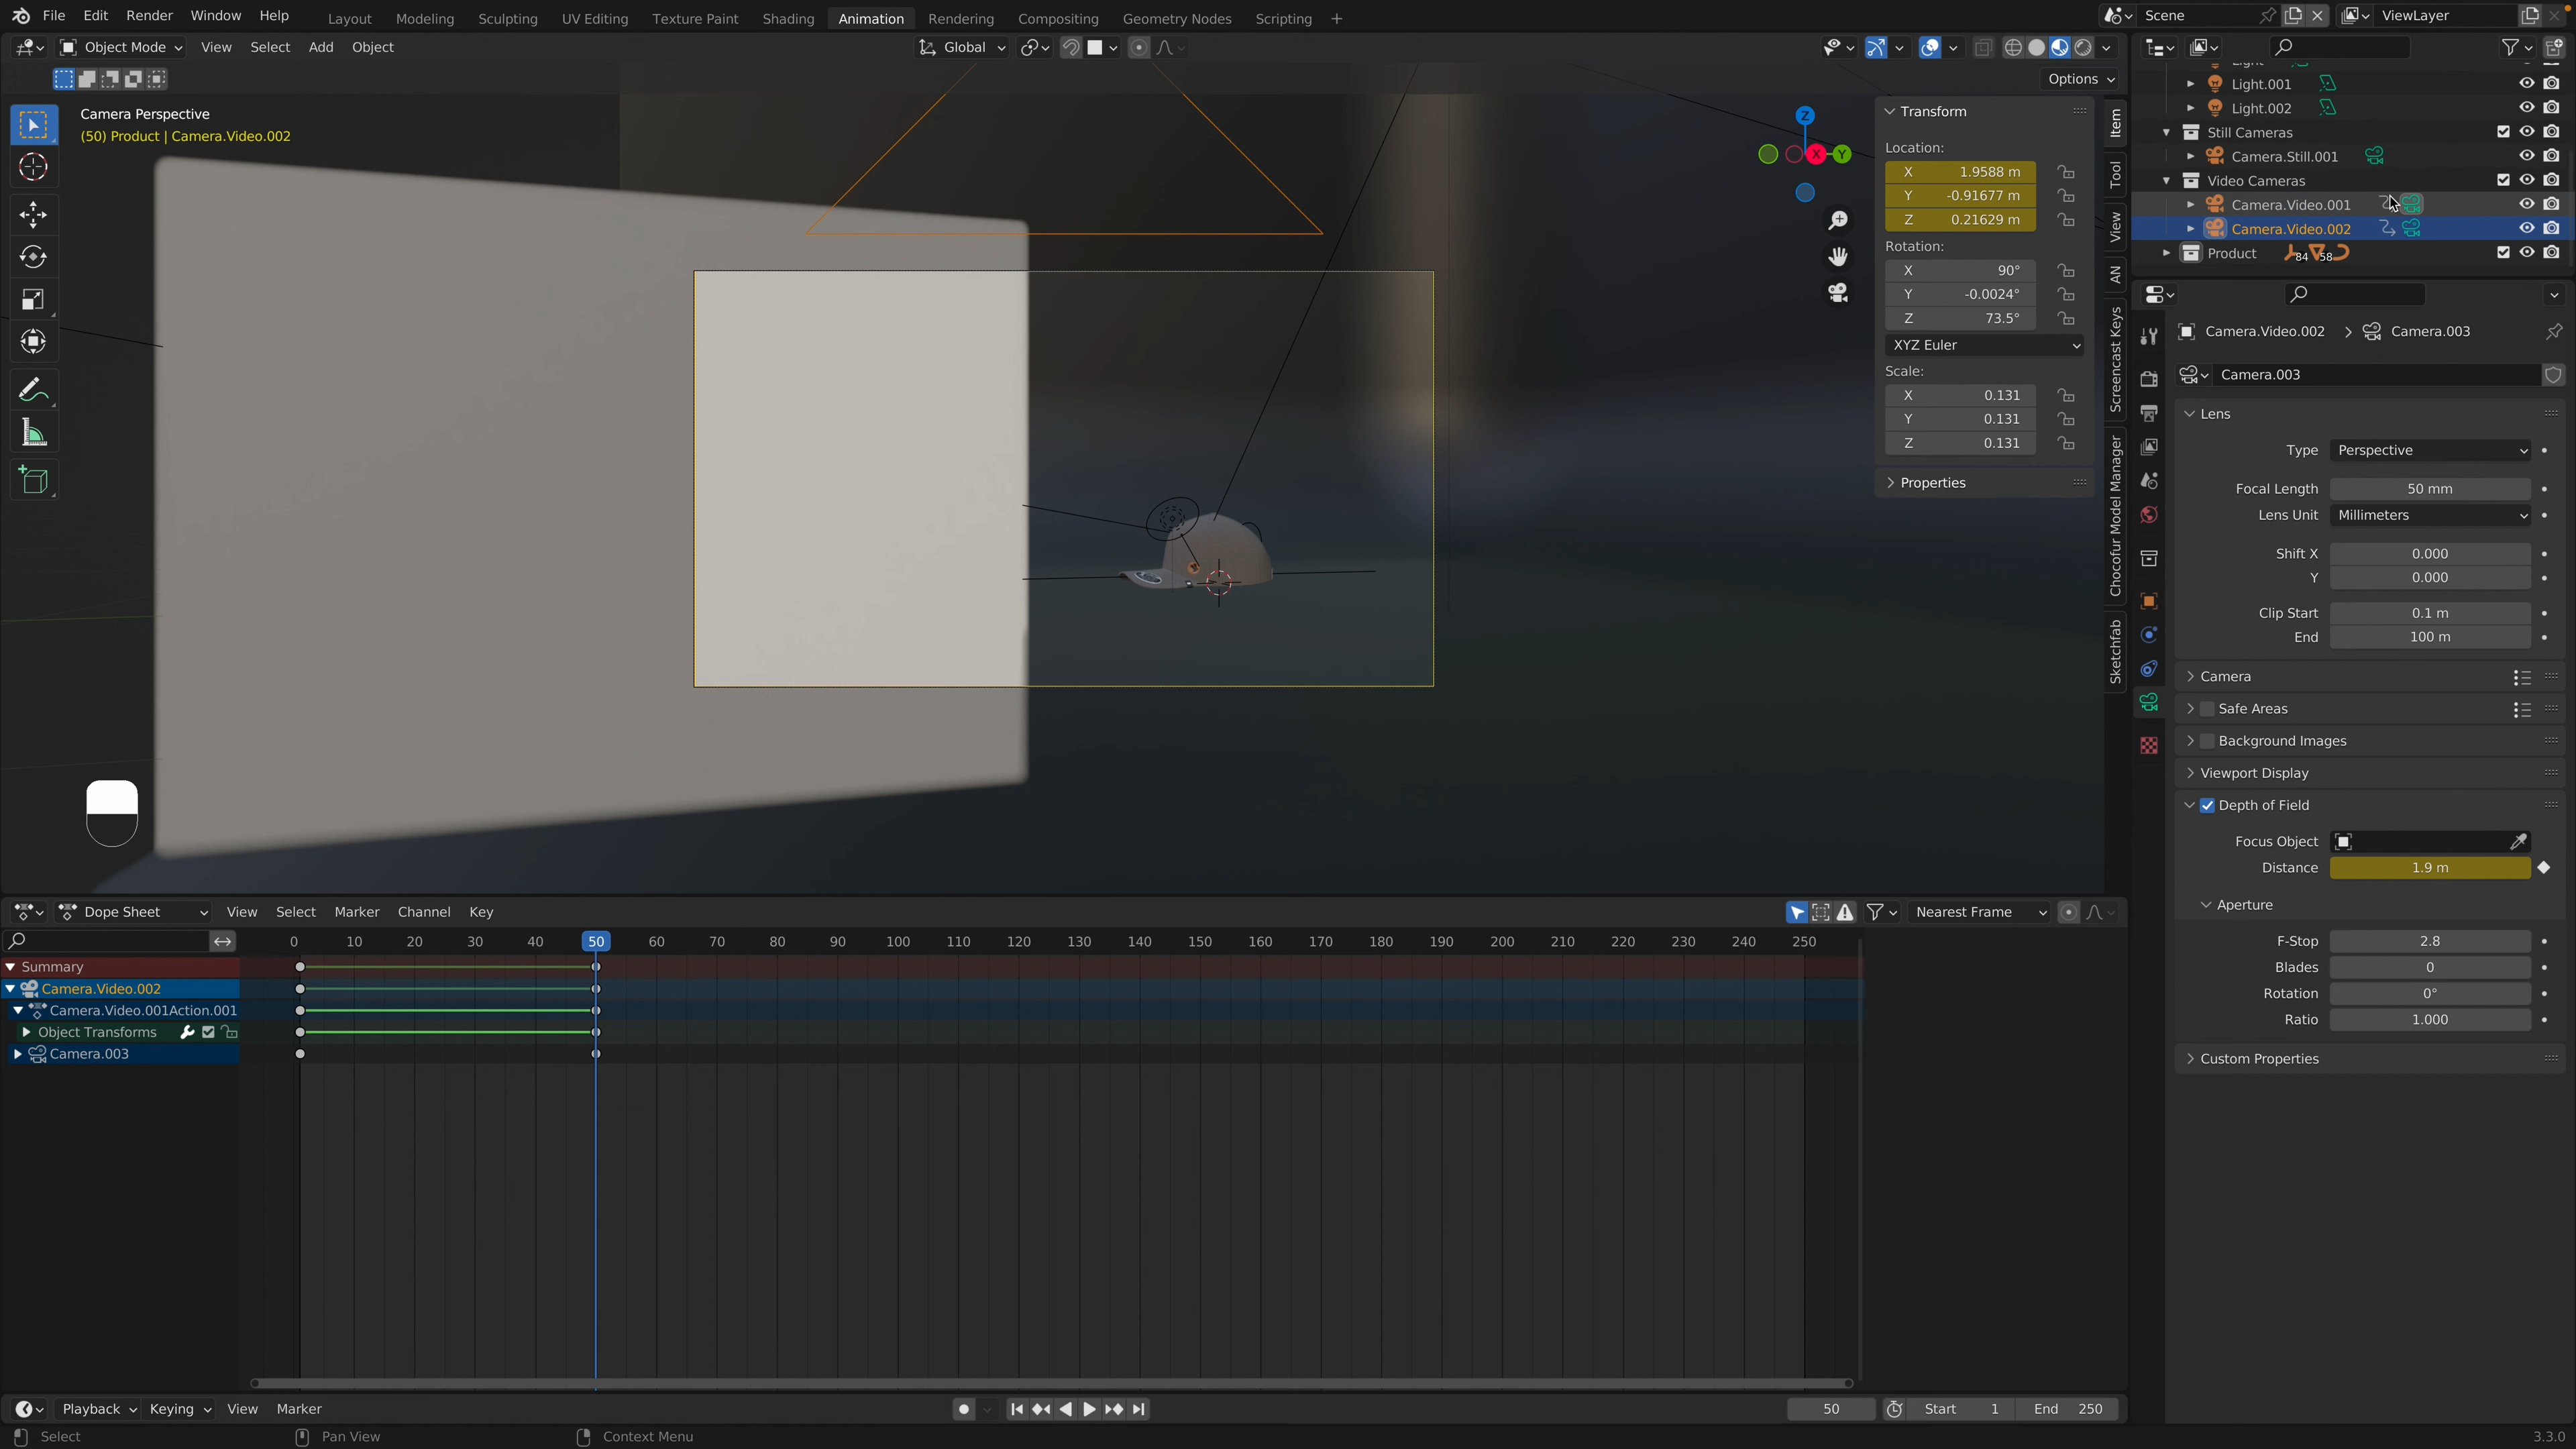 File Edit Render Window Help Layout Modeling Sculpting UV Editing Texture Paint Shading Animation Rendering Compositing Geometry Nodes Scripting Scene ViewLayer
Object Mode View Select Add Object Global
Options
Camera Perspective
(50) Product | Camera.Video.002
Transform
Location:
X 1.9588 m
Y -0.91677 m
Z 0.21629 m
Rotation:
X 90°
Y -0.0024°
Z 73.5°
XYZ Euler
Scale:
X 0.131
Y 0.131
Z 0.131
Properties
Z
X
Y
Item
Tool
View
AN
Screencast Keys
Chocofur Model Manager
Sketchfab
Light.001
Light.002
Still Cameras
Camera.Still.001
Video Cameras
Camera.Video.001
Camera.Video.002
Product 84 58
Camera.Video.002 Camera.003
Camera.003
Lens
Type Perspective
Focal Length 50 mm
Lens Unit Millimeters
Shift X 0.000
Y 0.000
Clip Start 0.1 m
End 100 m
Camera
Safe Areas
Background Images
Viewport Display
Depth of Field
Focus Object
Distance 1.9 m
Aperture
F-Stop 2.8
Blades 0
Rotation 0°
Ratio 1.000
Custom Properties
Dope Sheet View Select Marker Channel Key Nearest Frame
0 10 20 30 40 50 60 70 80 90 100 110 120 130 140 150 160 170 180 190 200 210 220 230 240 250
Summary
Camera.Video.002
Camera.Video.001Action.001
Object Transforms
Camera.003
Playback Keying View Marker 50 Start 1 End 250
Select Pan View Context Menu 3.3.0